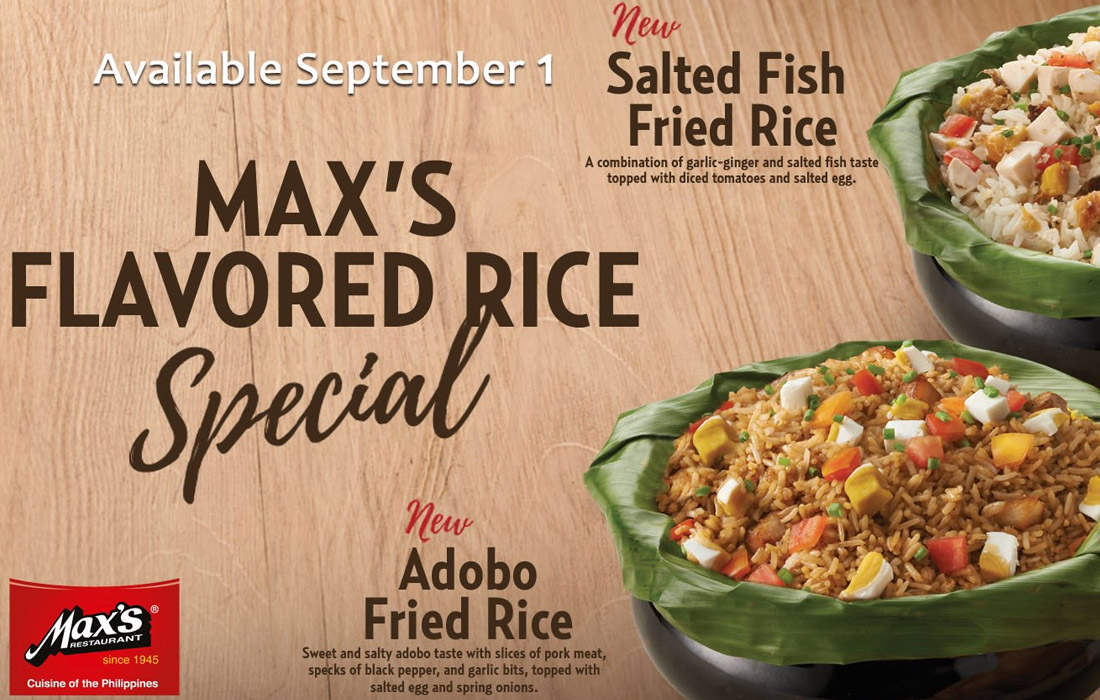 Available September 1
MAX'S
FLAVORED RICE
Special
New
Salted Fish
Fried Rice
A combination of garlic-ginger and salted fish taste
topped with diced tomatoes and salted egg.
New
Adobo
Fried Rice
Sweet and salty adobo taste with slices of pork meat,
specks of black pepper, and garlic bits, topped with
salted egg and spring onions.
Max's®
RESTAURANT
since 1945
Cuisine of the Philippines